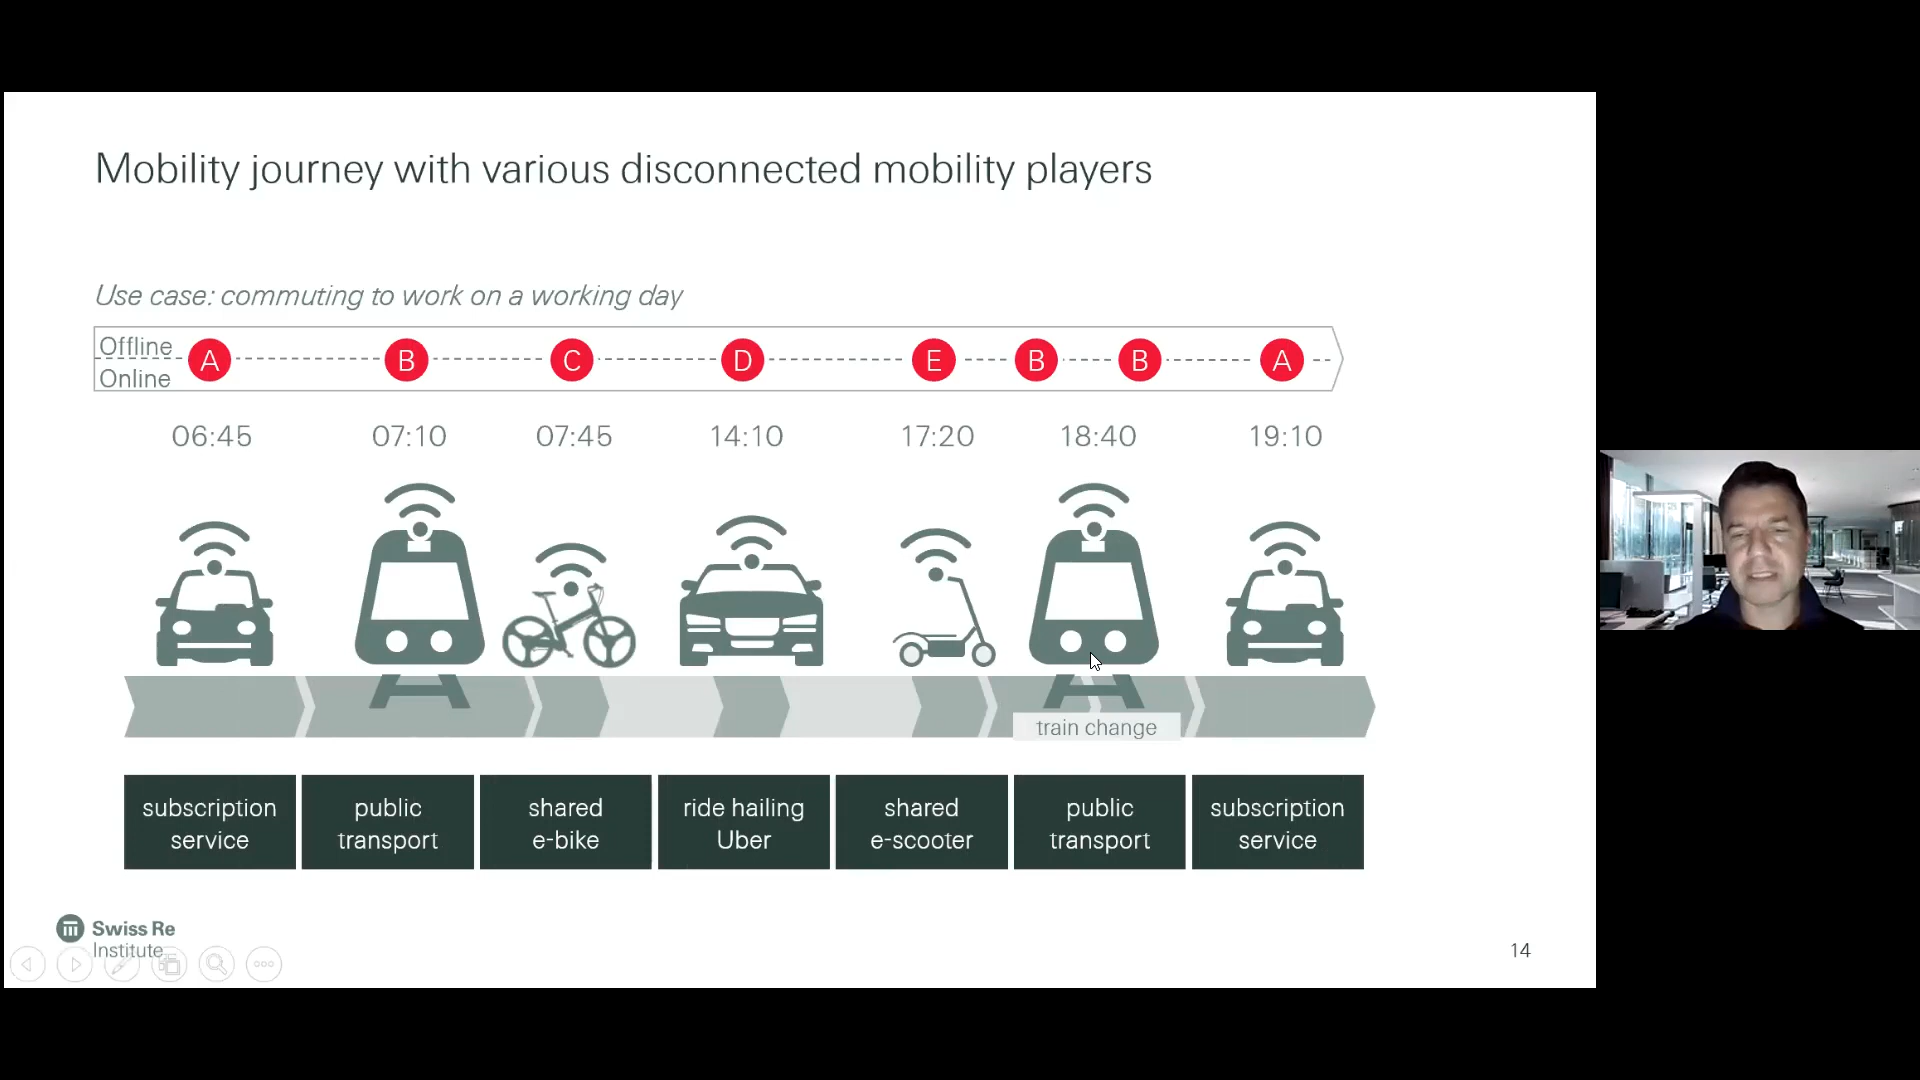 Mobility journey with various disconnected mobility players
Use case: commuting to work on a working day
Offline
Online
A B C D E B B A
06:45 07:10 07:45 14:10 17:20 18:40 19:10
train change
subscription
service
public
transport
shared
e-bike
ride hailing
Uber
shared
e-scooter
public
transport
subscription
service
Swiss Re
Institute
14